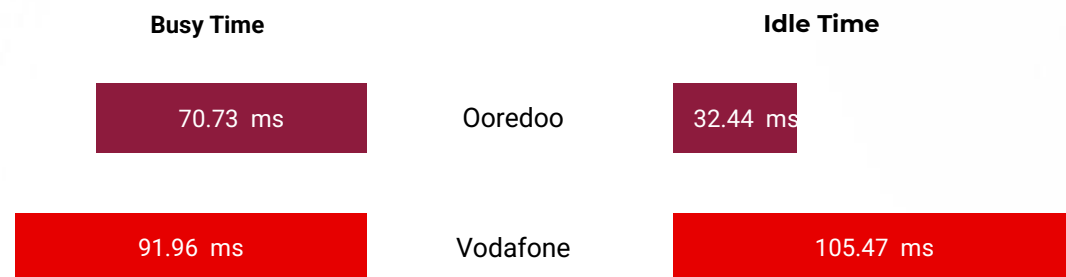 Busy Time
Idle Time
70.73 ms
Ooredoo
32.44 ms
91.96 ms
Vodafone
105.47 ms